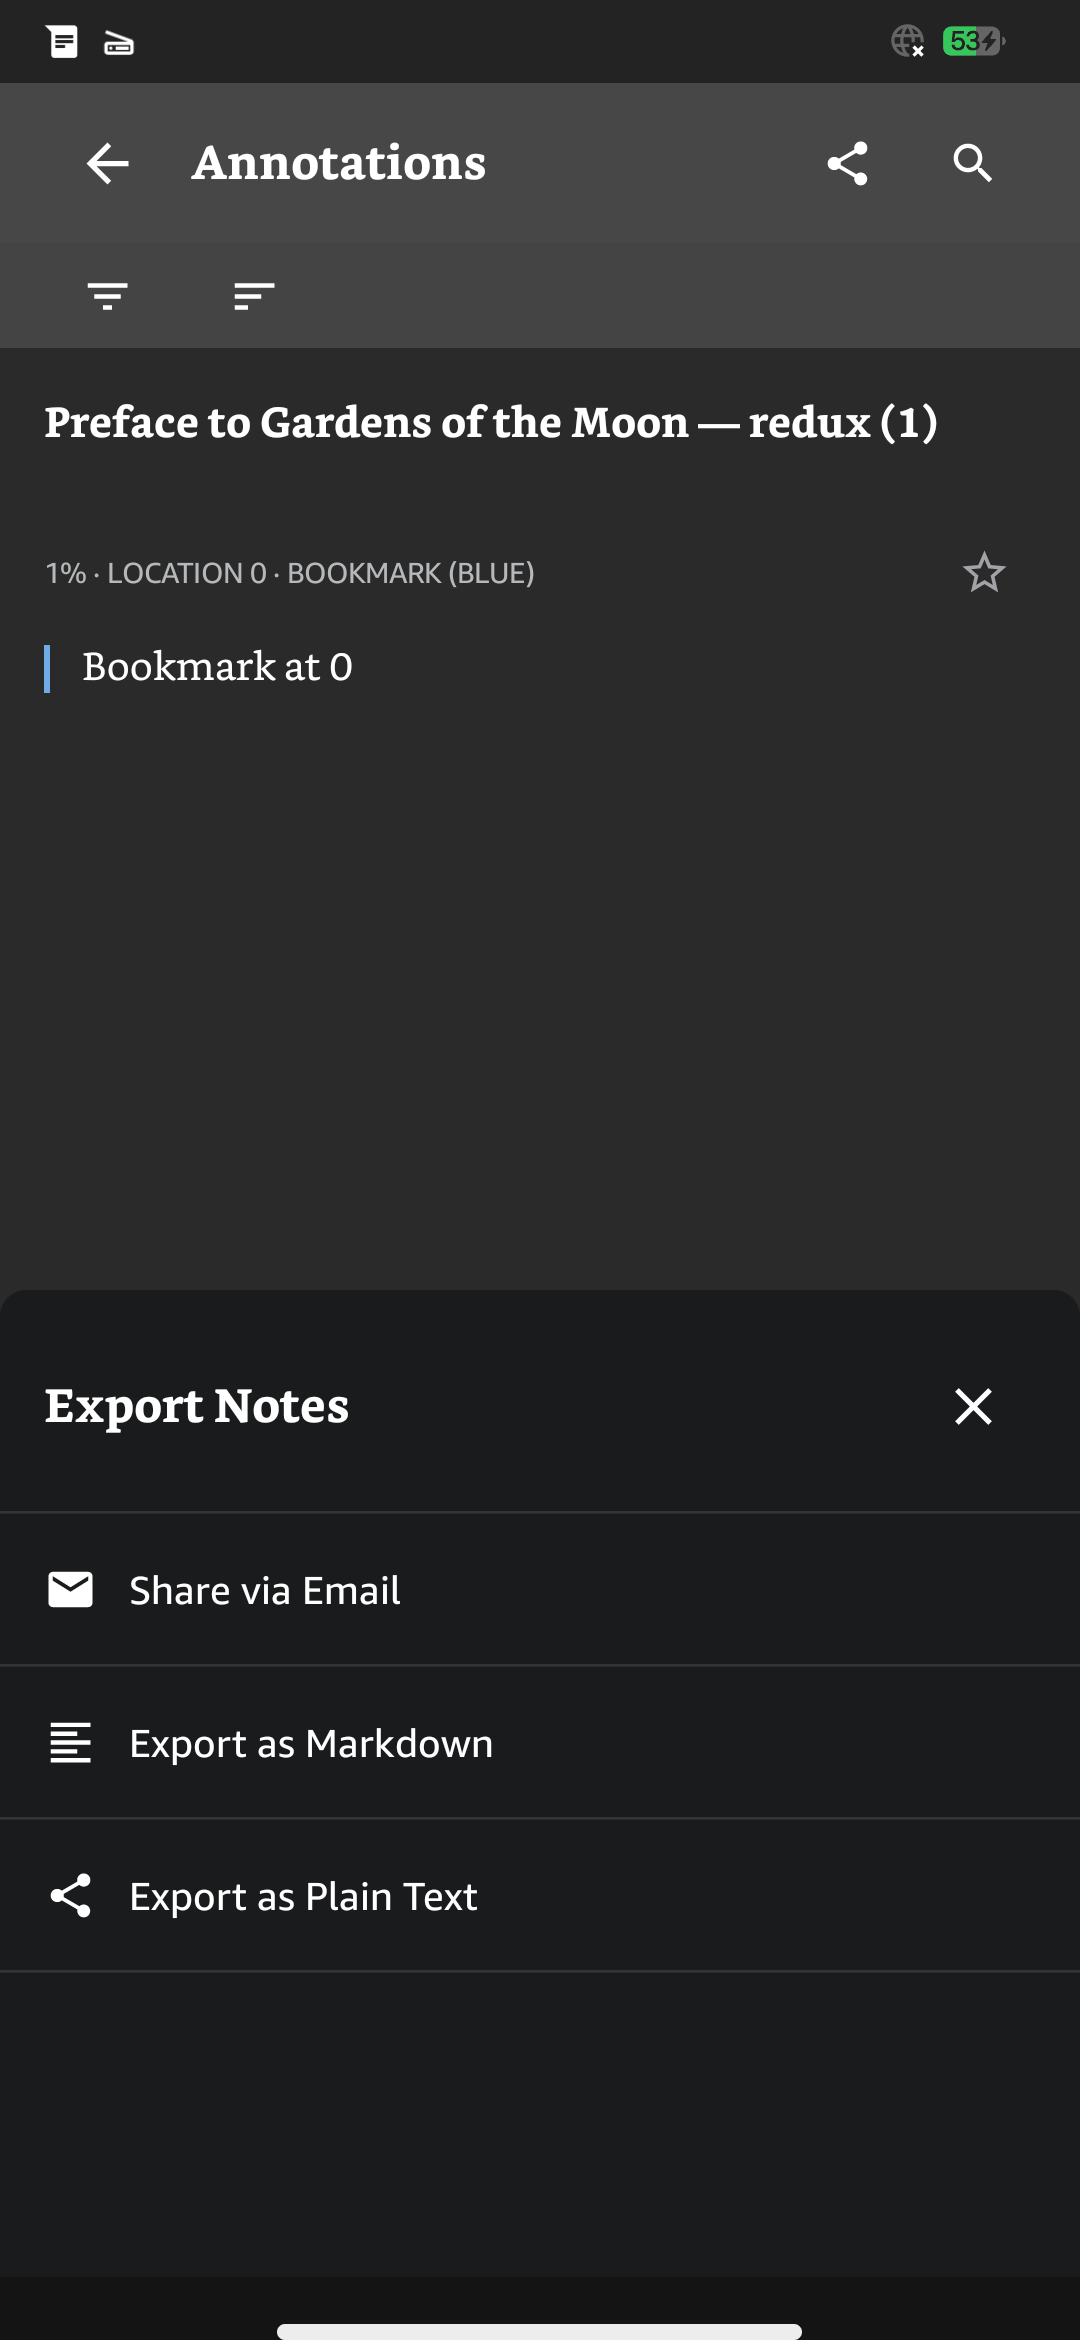 53
Annotations
Preface to Gardens of the Moon — redux (1)
1% · LOCATION 0 · BOOKMARK (BLUE)
Bookmark at 0
Export Notes
Share via Email
Export as Markdown
Export as Plain Text